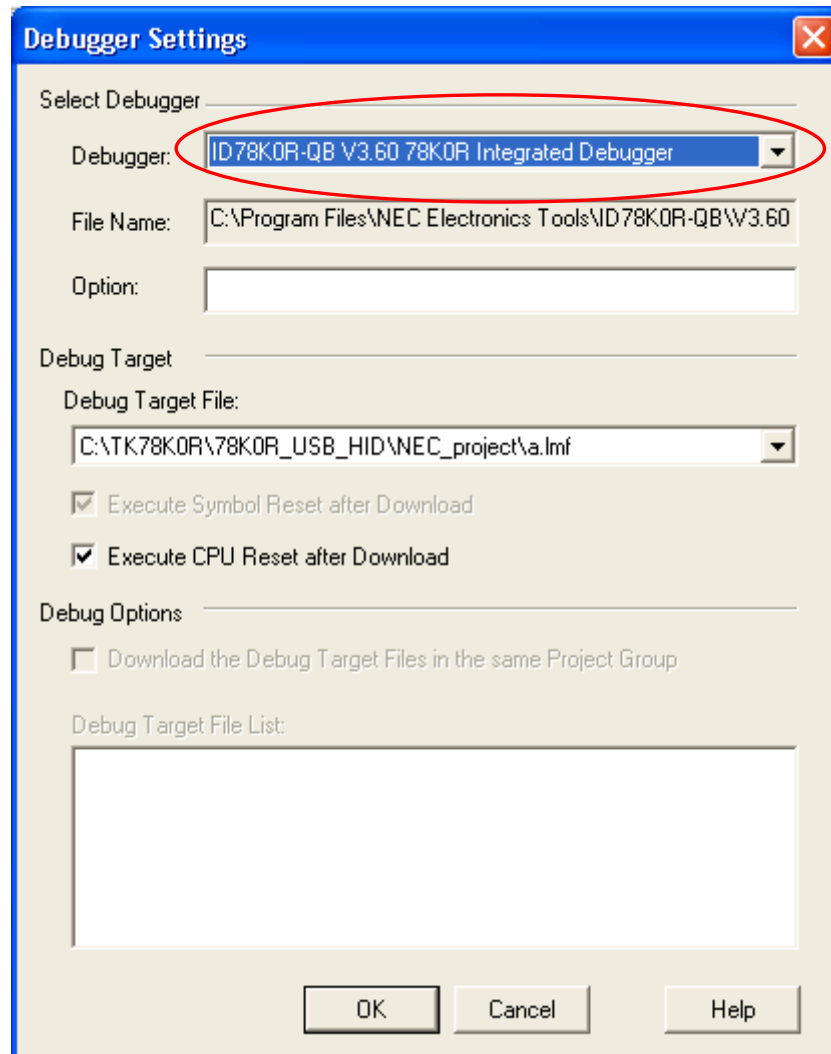 Debugger Settings
Select Debugger
Debugger: ID78K0R-QB V3.60 78K0R Integrated Debugger
File Name: C:\Program Files\NEC Electronics Tools\ID78K0R-QB\V3.60
Option:
Debug Target
Debug Target File:
C:\TK78K0R\78K0R_USB_HID\NEC_project\a.lmf
Execute Symbol Reset after Download
Execute CPU Reset after Download
Debug Options
Download the Debug Target Files in the same Project Group
Debug Target File List:
OK Cancel Help